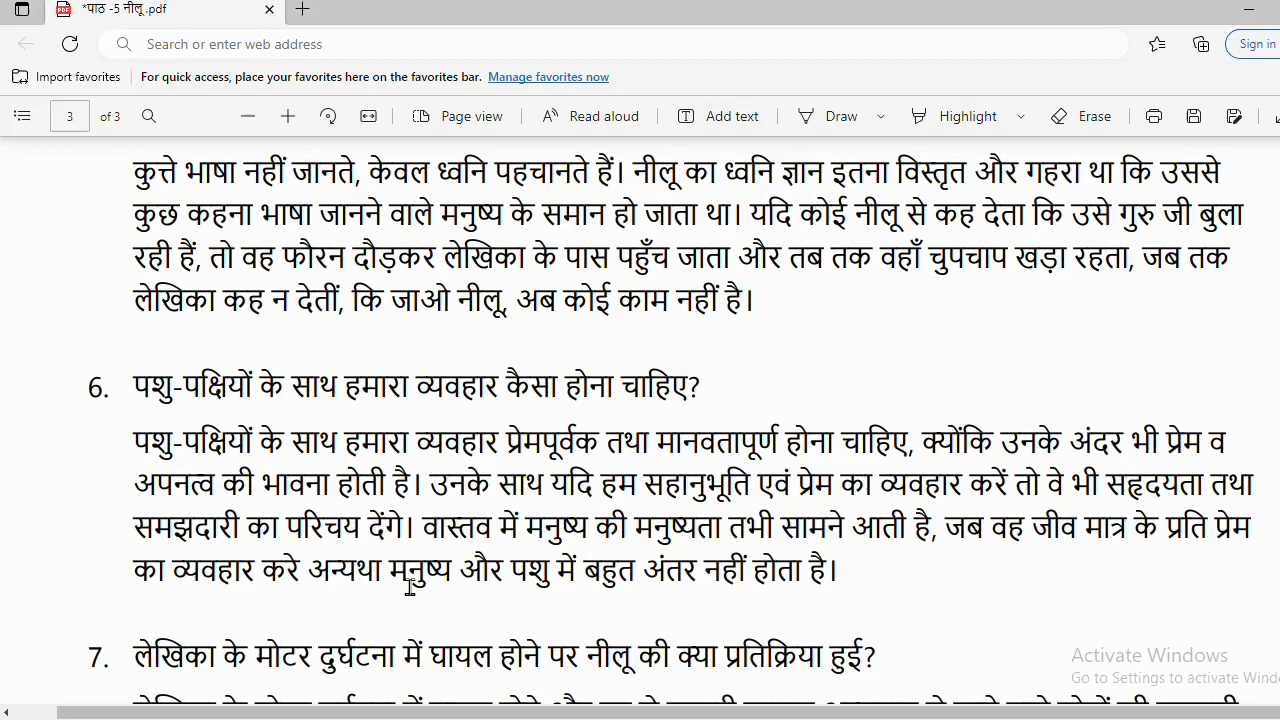 *पाठ -5 नीलू .pdf
Search or enter web address
Sign in
Import favorites
For quick access, place your favorites here on the favorites bar. Manage favorites now
3 of 3
Page view
Read aloud
Add text
Draw
Highlight
Erase
कुत्ते भाषा नहीं जानते, केवल ध्वनि पहचानते हैं। नीलू का ध्वनि ज्ञान इतना विस्तृत और गहरा था कि उससे
कुछ कहना भाषा जानने वाले मनुष्य के समान हो जाता था। यदि कोई नीलू से कह देता कि उसे गुरु जी बुला
रही हैं, तो वह फौरन दौड़कर लेखिका के पास पहुँच जाता और तब तक वहाँ चुपचाप खड़ा रहता, जब तक
लेखिका कह न देतीं, कि जाओ नीलू, अब कोई काम नहीं है।
6. पशु-पक्षियों के साथ हमारा व्यवहार कैसा होना चाहिए?
पशु-पक्षियों के साथ हमारा व्यवहार प्रेमपूर्वक तथा मानवतापूर्ण होना चाहिए, क्योंकि उनके अंदर भी प्रेम व
अपनत्व की भावना होती है। उनके साथ यदि हम सहानुभूति एवं प्रेम का व्यवहार करें तो वे भी सहृदयता तथा
समझदारी का परिचय देंगे। वास्तव में मनुष्य की मनुष्यता तभी सामने आती है, जब वह जीव मात्र के प्रति प्रेम
का व्यवहार करे अन्यथा मनुष्य और पशु में बहुत अंतर नहीं होता है।
7. लेखिका के मोटर दुर्घटना में घायल होने पर नीलू की क्या प्रतिक्रिया हुई?
Activate Windows
Go to Settings to activate